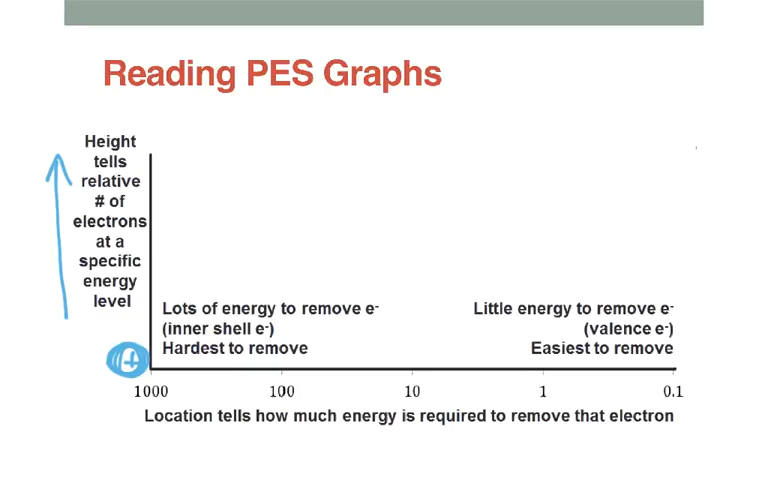 Reading PES Graphs
Height
tells
relative
# of
electrons
at a
specific
energy
level
Lots of energy to remove e-
(inner shell e-)
Hardest to remove
Little energy to remove e-
(valence e-)
Easiest to remove
+
1000 100 10 1 0.1
Location tells how much energy is required to remove that electron